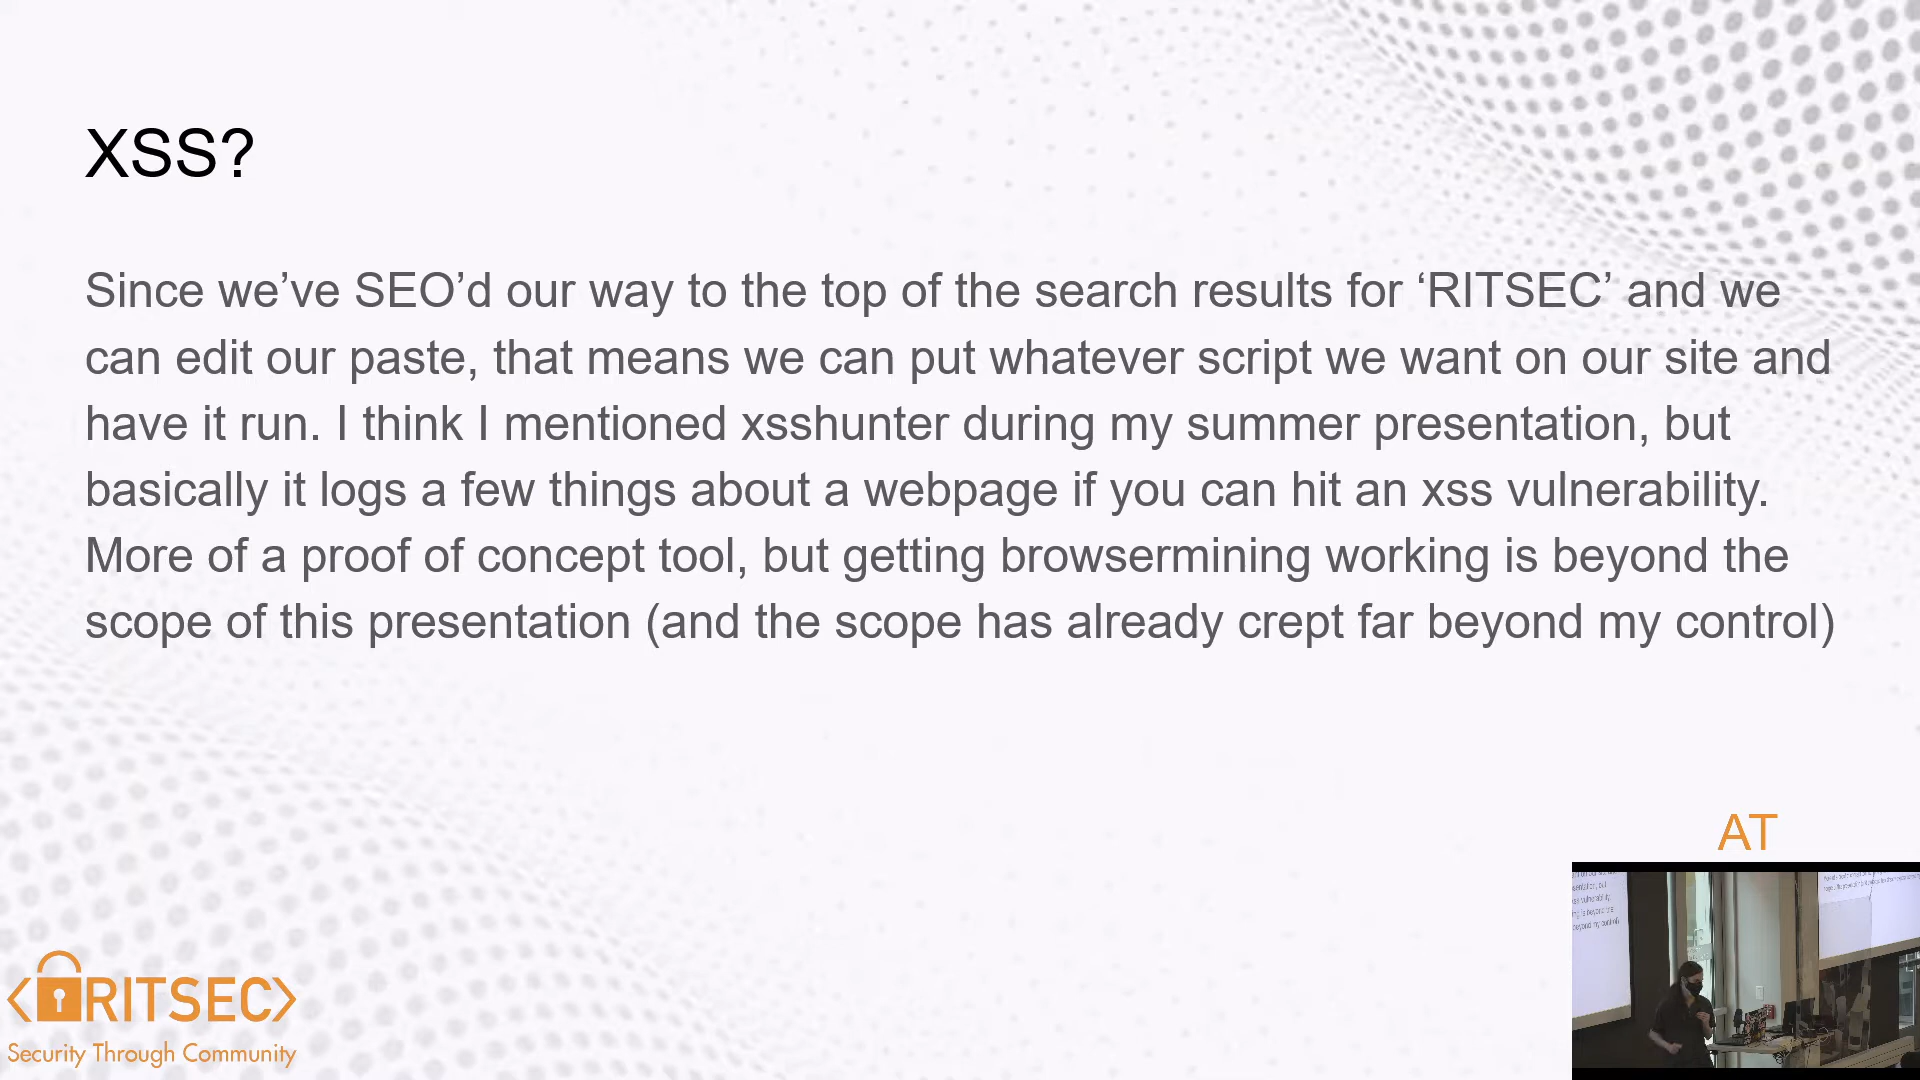 XSS?
Since we’ve SEO’d our way to the top of the search results for ‘RITSEC’ and we
can edit our paste, that means we can put whatever script we want on our site and
have it run. I think I mentioned xsshunter during my summer presentation, but
basically it logs a few things about a webpage if you can hit an xss vulnerability.
More of a proof of concept tool, but getting browsermining working is beyond the
scope of this presentation (and the scope has already crept far beyond my control)
AT
RITSEC
Security Through Community